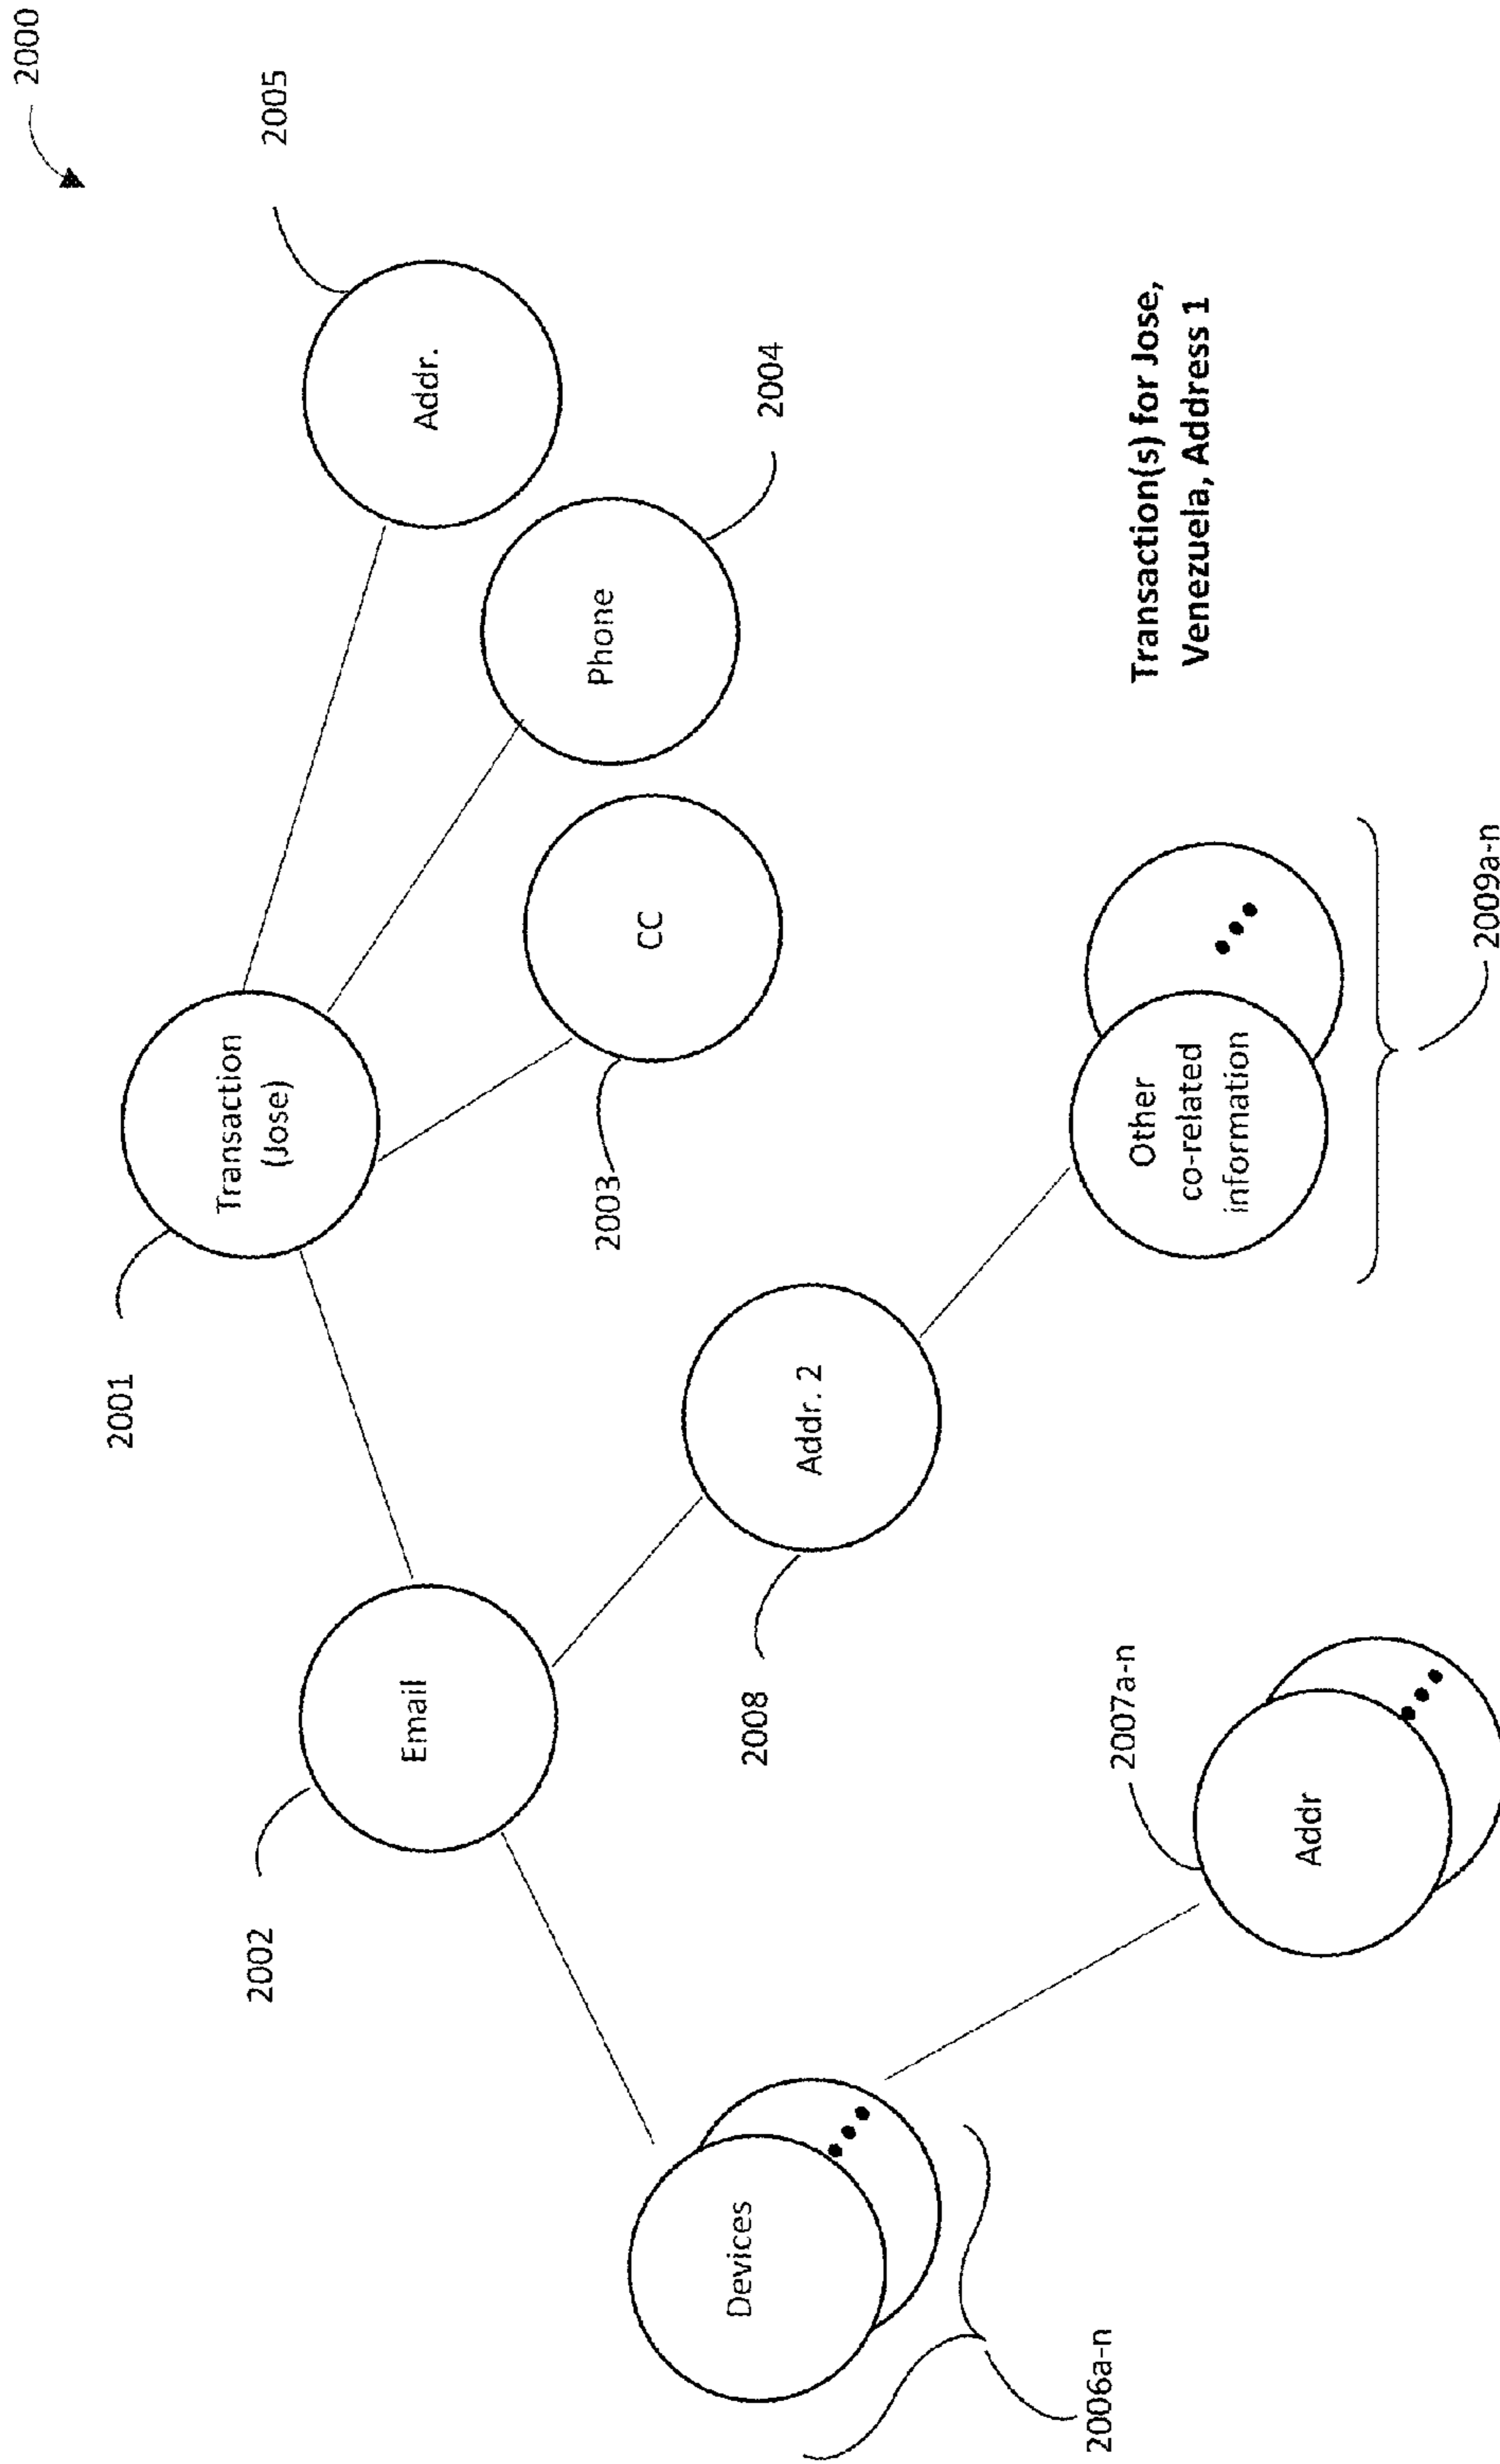 2000
2005
Addr.
2004
Phone
Transaction
(Jose)
CC
2001
2003
Email
2002
Addr. 2
2008
Other
co-related
information
2009a-n
Devices
2006a-n
Addr
2007a-n
Transaction(s) for Jose,
Venezuela, Address 1